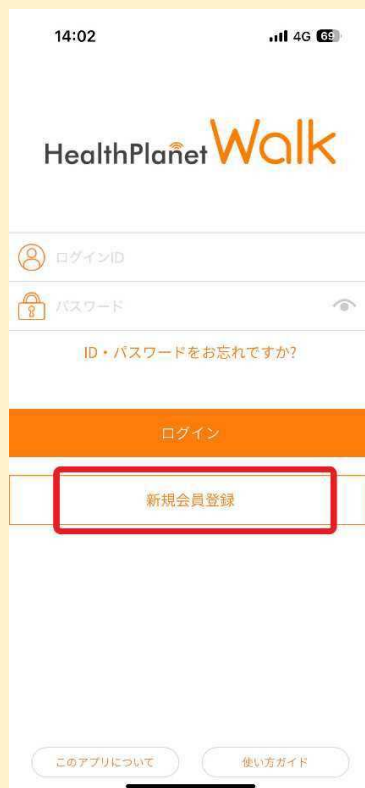 14:02
4G 69
HealthPlanet Walk
ログインID
パスワード
ID・パスワードをお忘れですか?
ログイン
新規会員登録
このアプリについて
使い方ガイド